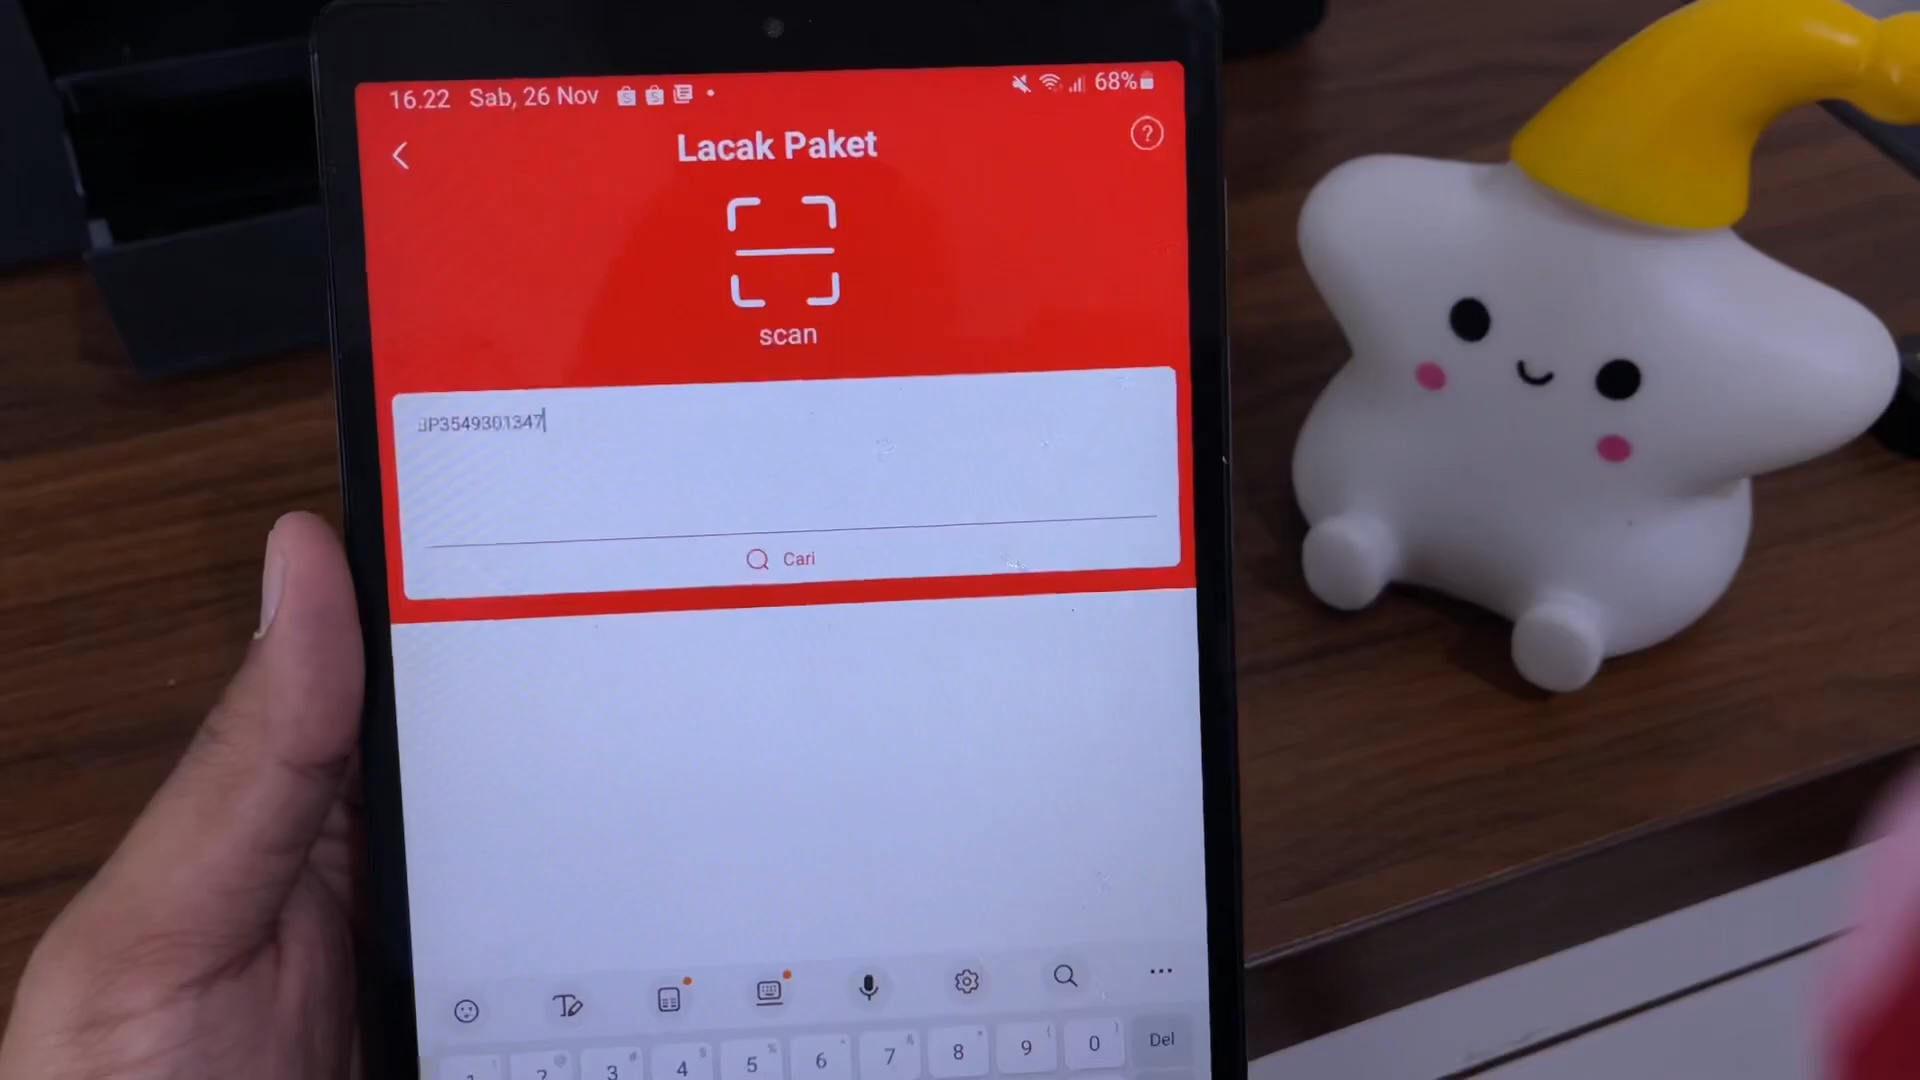 16.22 Sab, 26 Nov 68%
Lacak Paket
?
scan
JP3549301347
Cari
1 2 3 4 5 6 7 8 9 0 Del